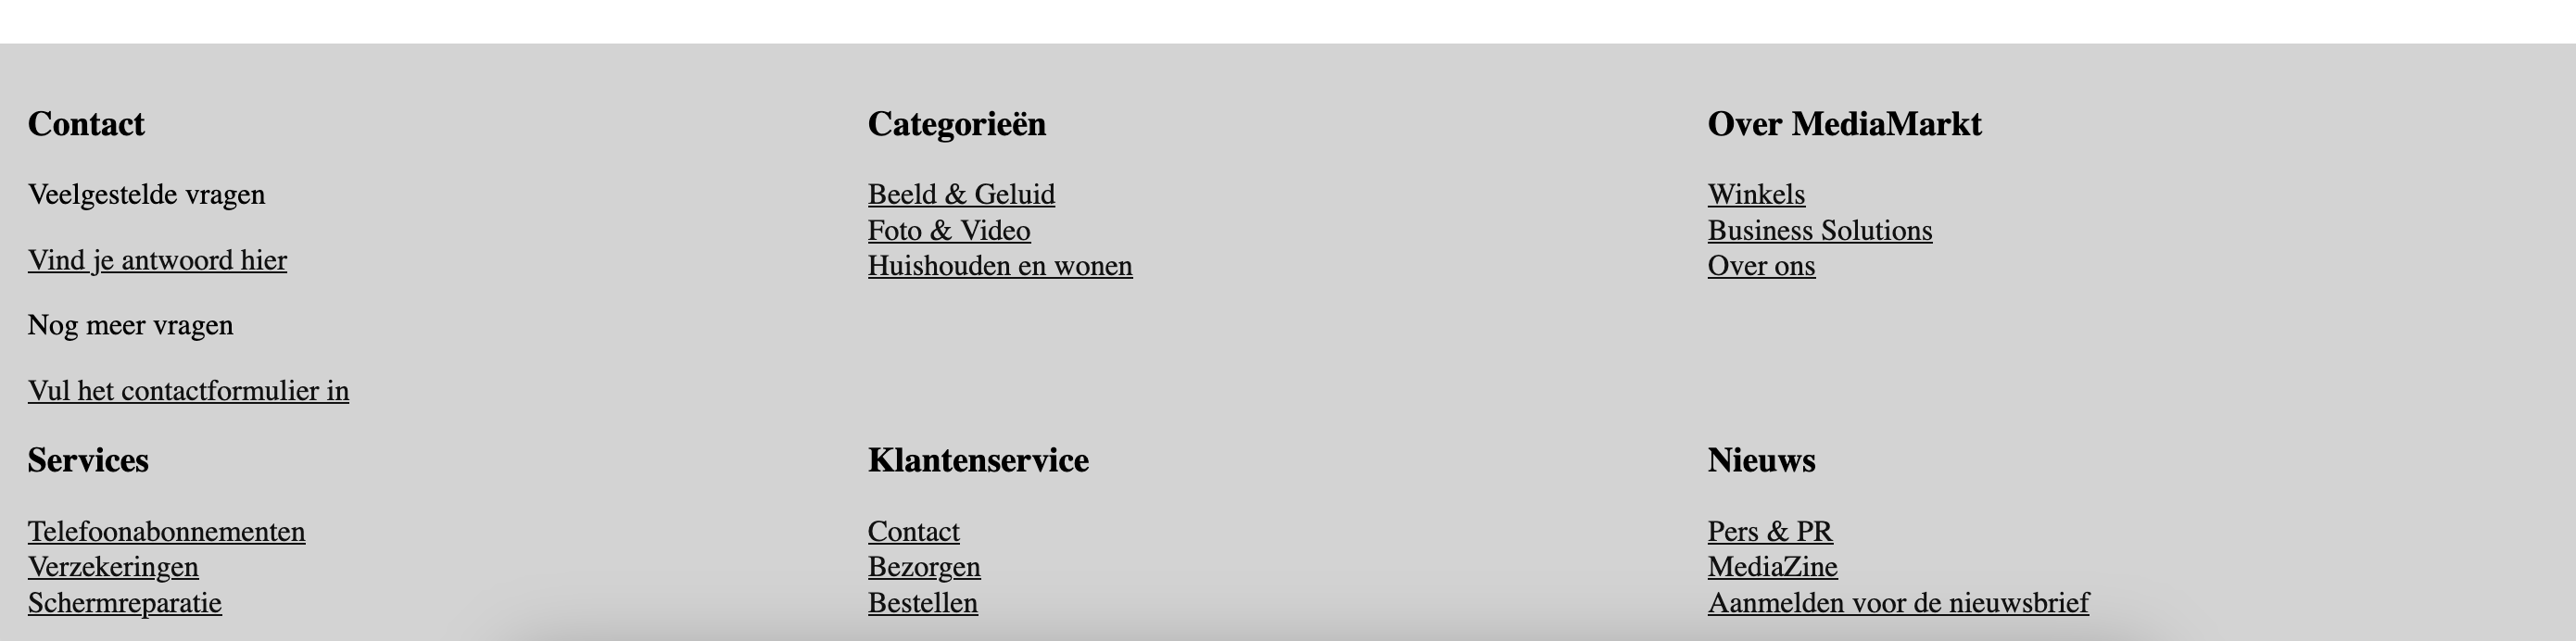 Contact
Veelgestelde vragen
Vind je antwoord hier
Nog meer vragen
Vul het contactformulier in
Categorieën
Beeld & Geluid
Foto & Video
Huishouden en wonen
Over MediaMarkt
Winkels
Business Solutions
Over ons
Services
Telefoonabonnementen
Verzekeringen
Schermreparatie
Klantenservice
Contact
Bezorgen
Bestellen
Nieuws
Pers & PR
MediaZine
Aanmelden voor de nieuwsbrief